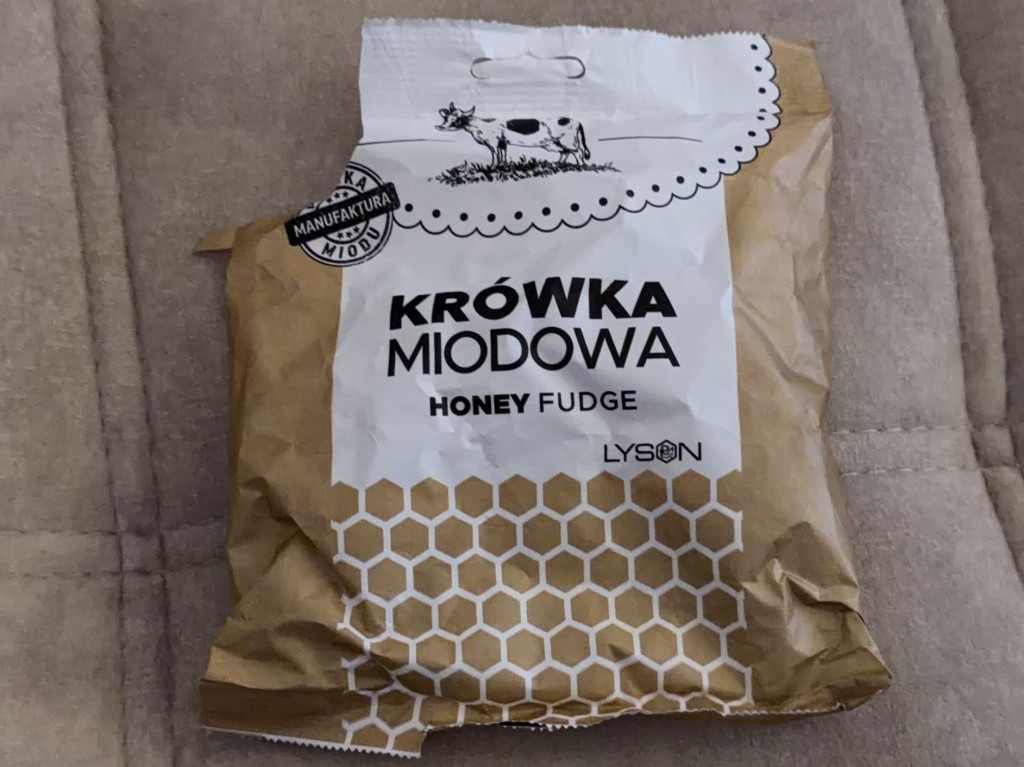 MANUFAKTURA
MIODU
KRÓWKA
MIODOWA
HONEY FUDGE
LYSON